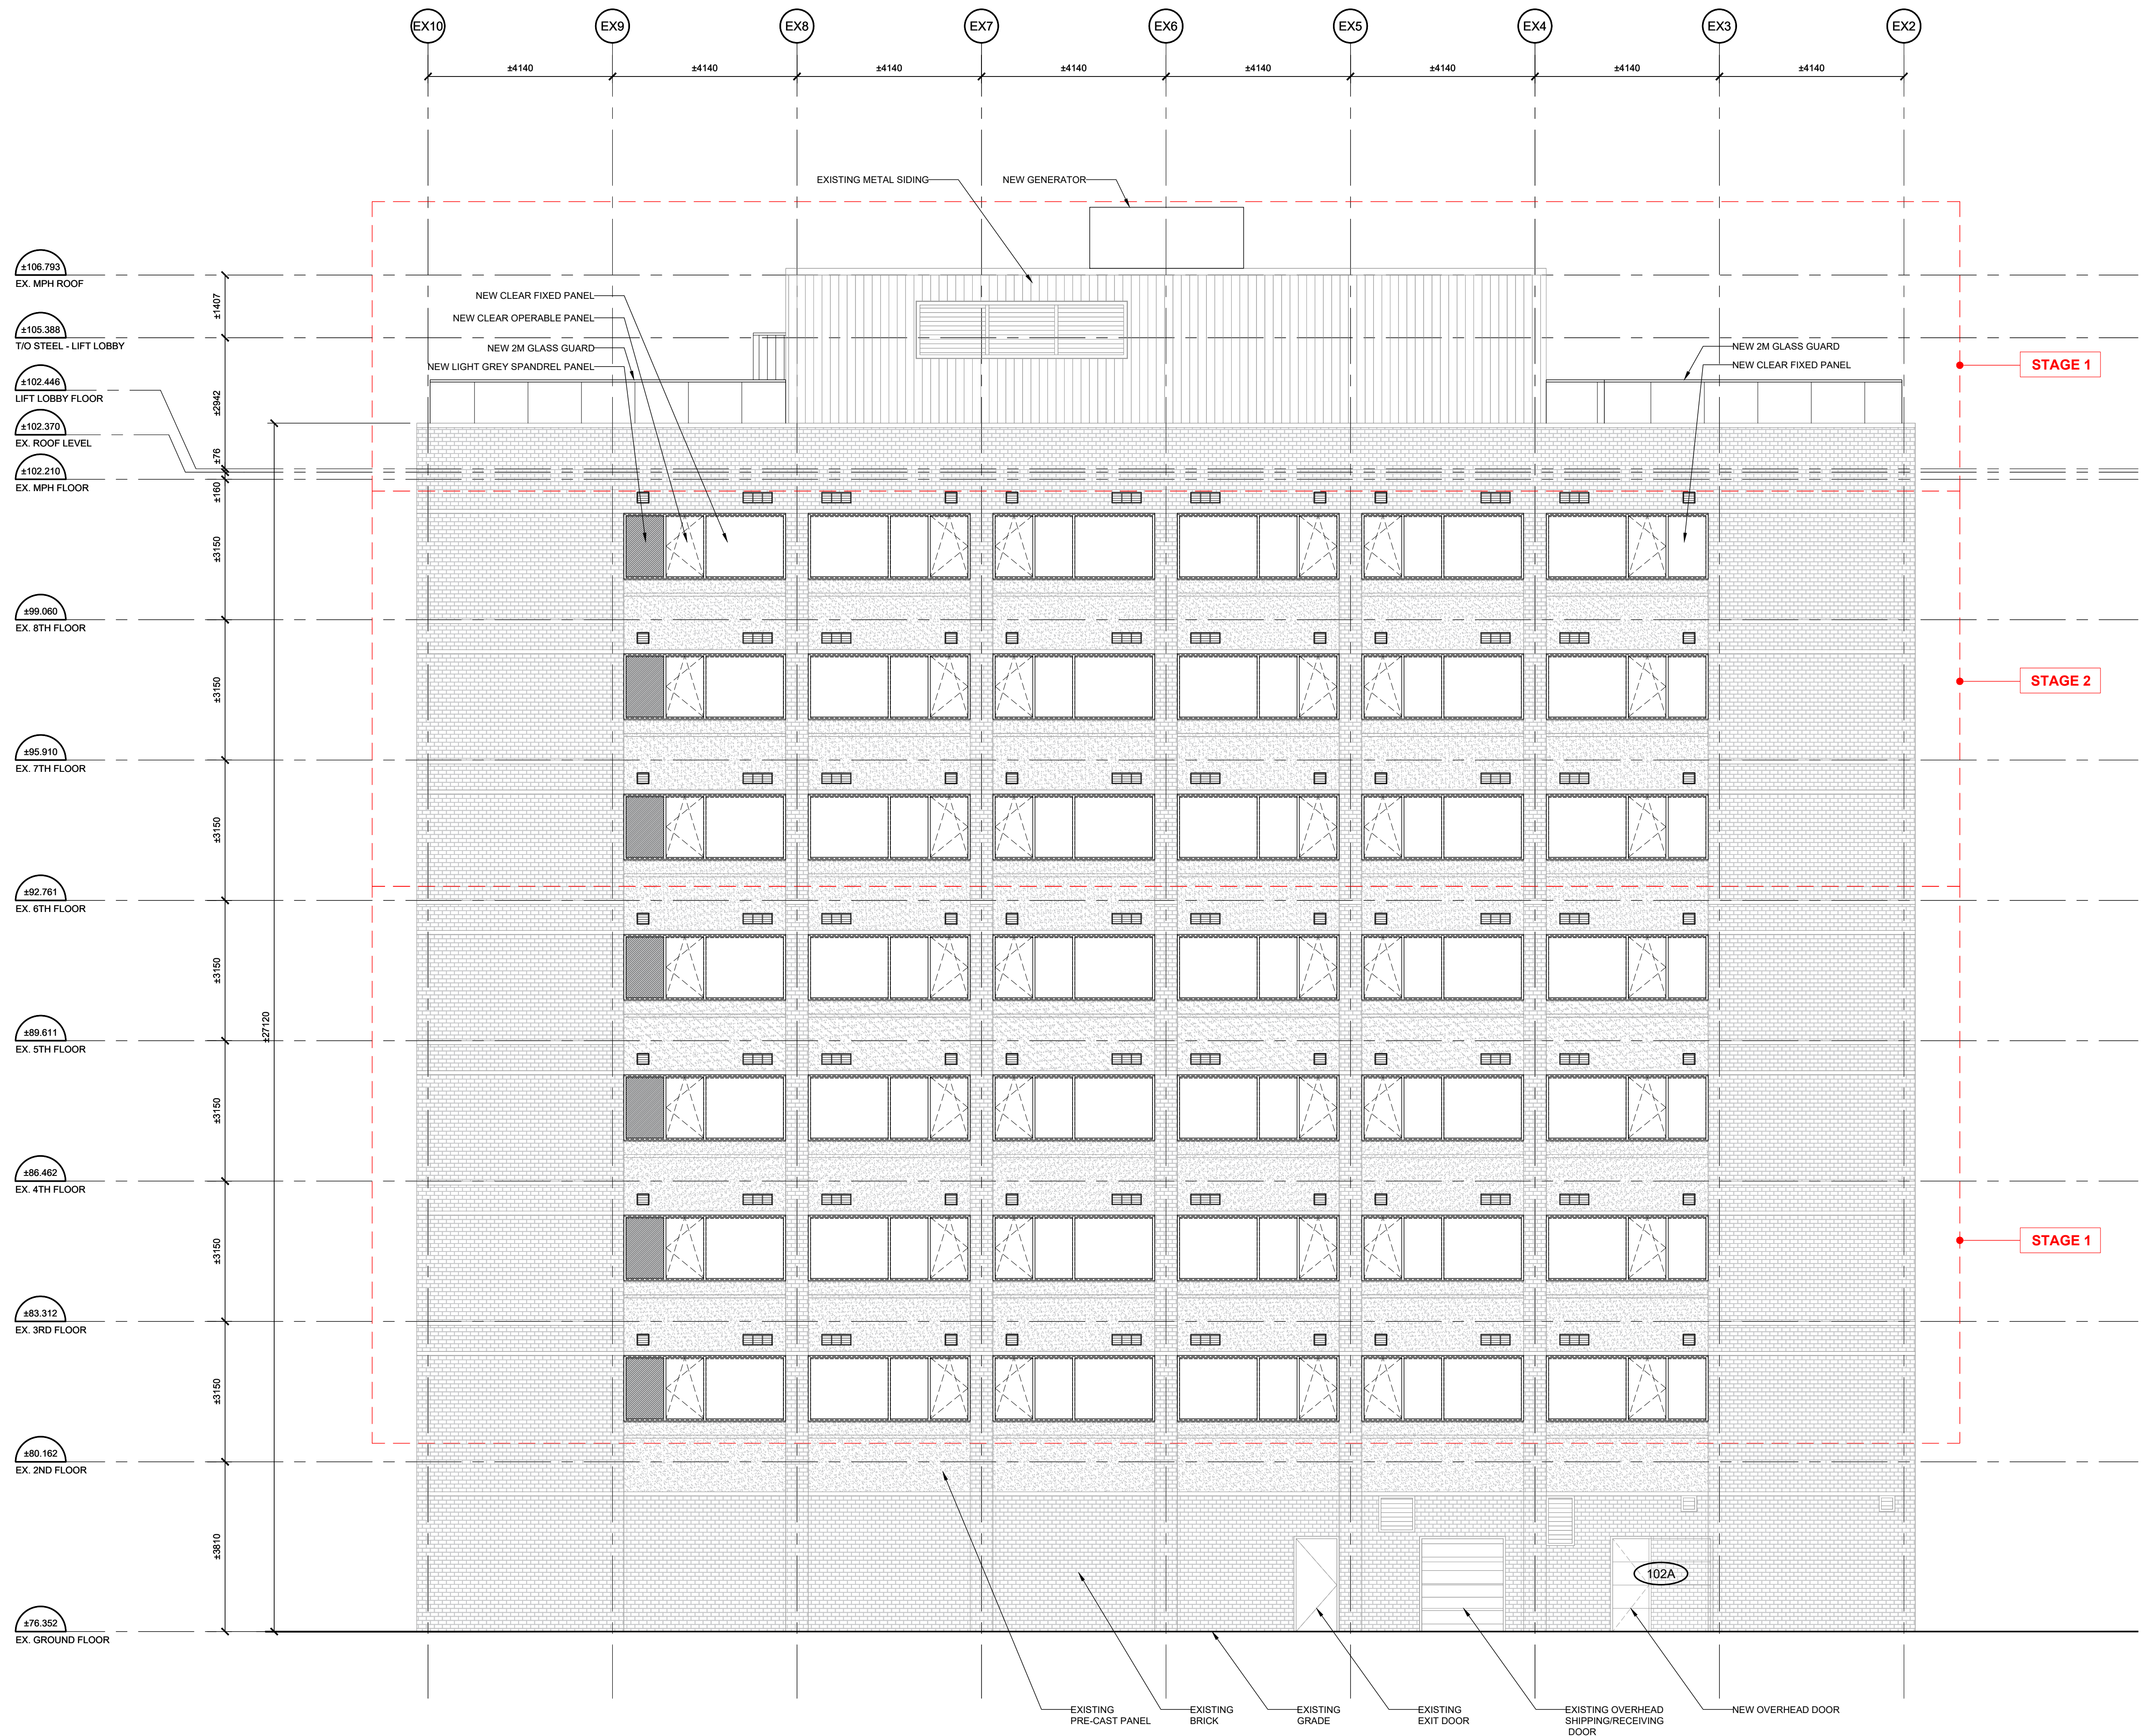 EX10 EX9 EX8 EX7 EX6 EX5 EX4 EX3 EX2
±4140 ±4140 ±4140 ±4140 ±4140 ±4140 ±4140 ±4140
EXISTING METAL SIDING
NEW GENERATOR
±106.793
EX. MPH ROOF
±1407
NEW CLEAR FIXED PANEL
NEW CLEAR OPERABLE PANEL
±105.388
T/O STEEL - LIFT LOBBY
NEW 2M GLASS GUARD
NEW LIGHT GREY SPANDREL PANEL
NEW 2M GLASS GUARD
NEW CLEAR FIXED PANEL
STAGE 1
±102.446
LIFT LOBBY FLOOR
±2942
±102.370
EX. ROOF LEVEL
±76
±102.210
EX. MPH FLOOR
±160
±3150
±99.060
EX. 8TH FLOOR
±3150
STAGE 2
±95.910
EX. 7TH FLOOR
±3150
±92.761
EX. 6TH FLOOR
±3150
±27120
±89.611
EX. 5TH FLOOR
±3150
±86.462
EX. 4TH FLOOR
±3150
STAGE 1
±83.312
EX. 3RD FLOOR
±3150
±80.162
EX. 2ND FLOOR
±3810
102A
±76.352
EX. GROUND FLOOR
EXISTING
PRE-CAST PANEL
EXISTING
BRICK
EXISTING
GRADE
EXISTING
EXIT DOOR
EXISTING OVERHEAD
SHIPPING/RECEIVING
DOOR
NEW OVERHEAD DOOR